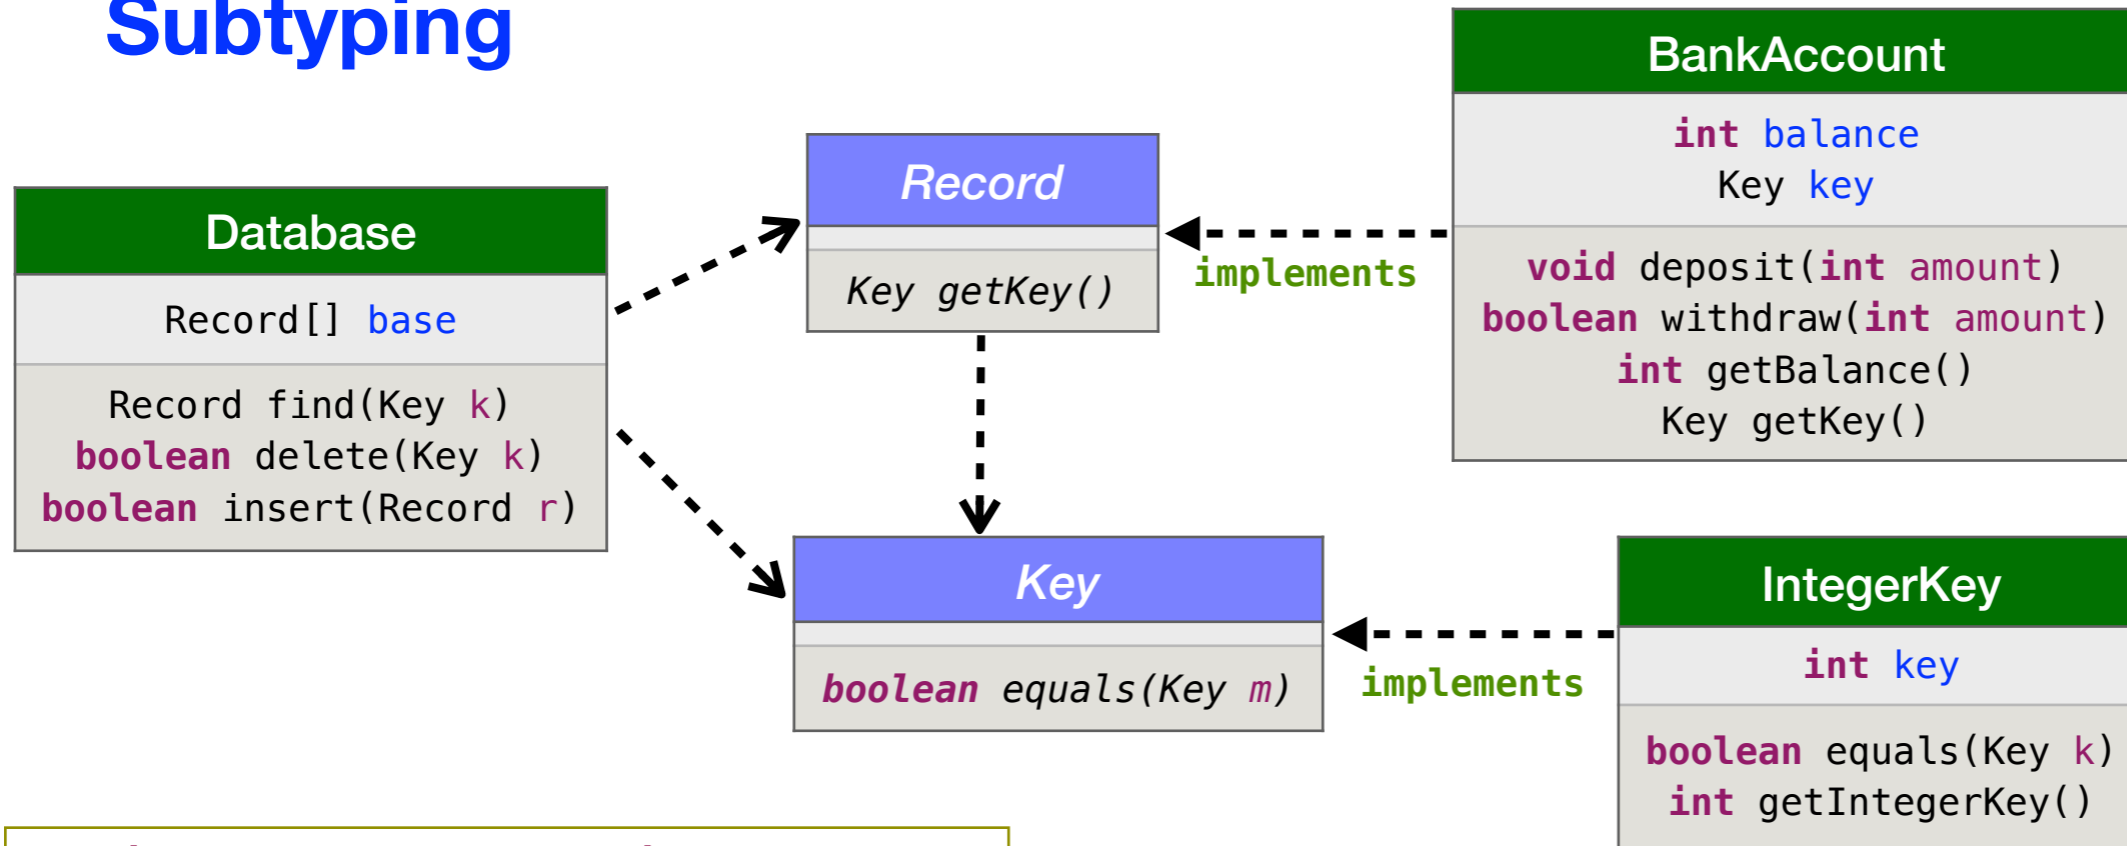 Subtyping
Database
Record[] base
Record find(Key k)
boolean delete(Key k)
boolean insert(Record r)
Record
Key getKey()
implements
BankAccount
int balance
Key key
void deposit(int amount)
boolean withdraw(int amount)
int getBalance()
Key getKey()
Key
boolean equals(Key m)
implements
IntegerKey
int key
boolean equals(Key k)
int getIntegerKey()